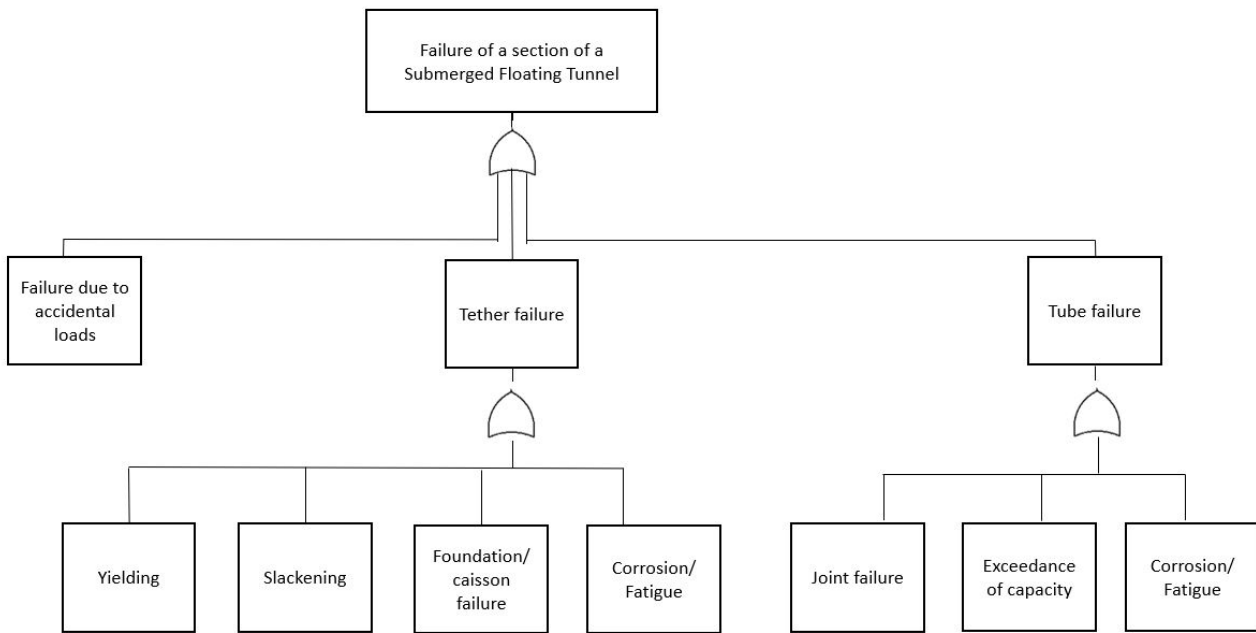 Failure of a section of a
Submerged Floating Tunnel
Failure due to
accidental
loads
Tether failure
Tube failure
Yielding
Slackening
Foundation/
caisson
failure
Corrosion/
Fatigue
Joint failure
Exceedance
of capacity
Corrosion/
Fatigue